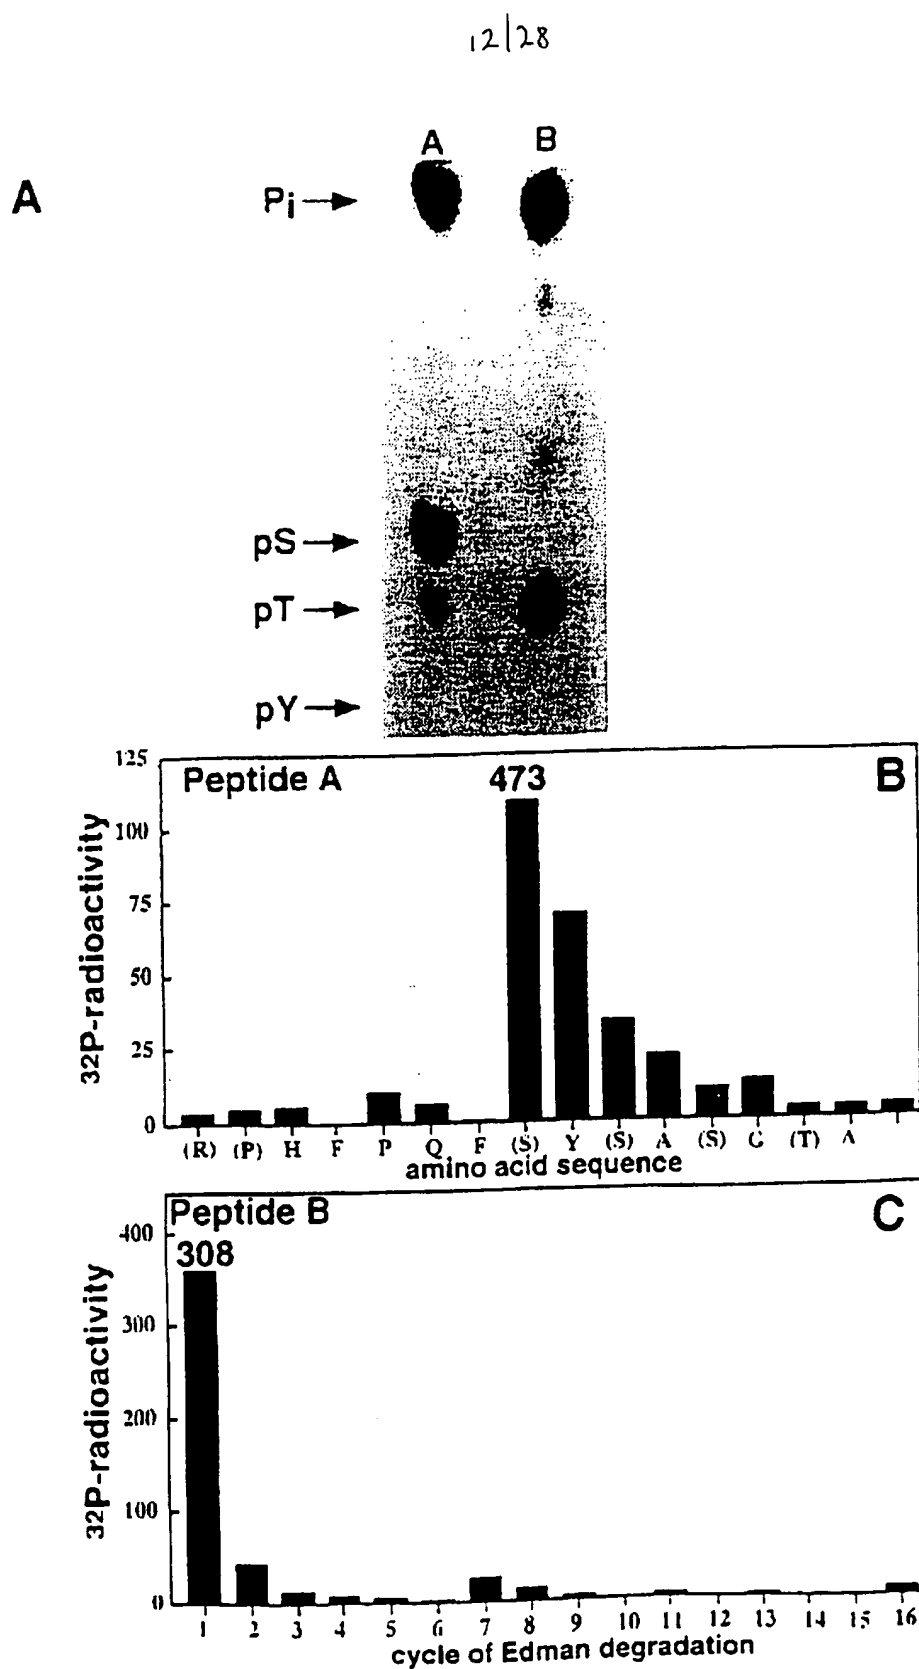 12/28
A B
A
Pi
pS
pT
pY
125
100
75
50
25
0
32P-radioactivity
Peptide A
473
B
(R) (P) H F P Q F (S) Y (S) A (S) G (T) A
amino acid sequence
Peptide B
C
308
400
300
200
100
0
32P-radioactivity
1 2 3 4 5 6 7 8 9 10 11 12 13 14 15 16
cycle of Edman degradation